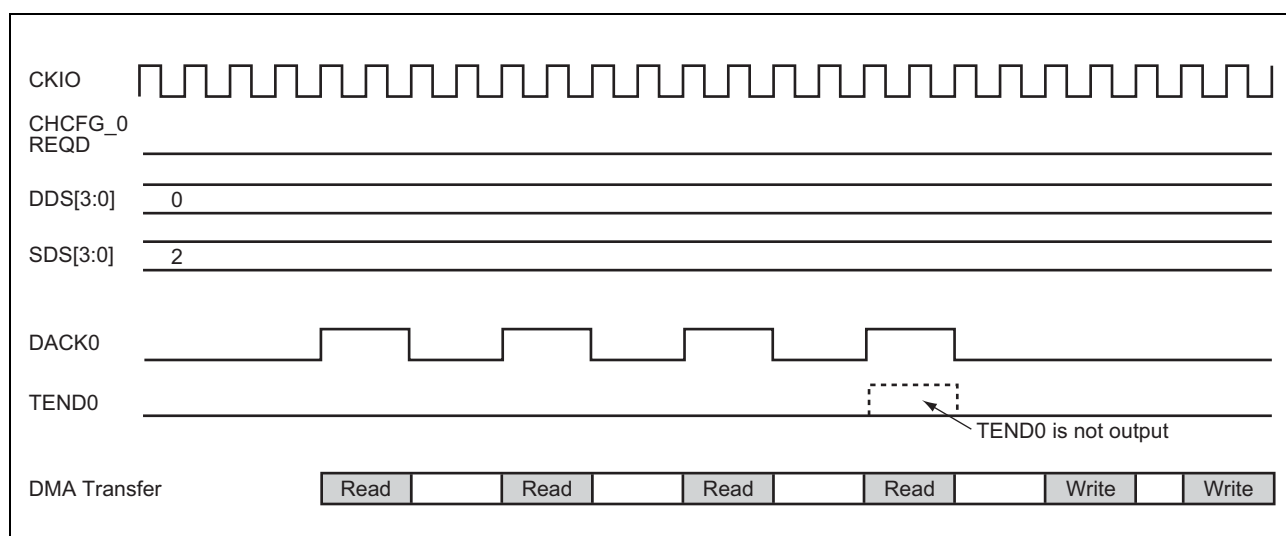 CKIO
CHCFG_0
REQD
DDS[3:0] 0
SDS[3:0] 2
DACK0
TEND0
TEND0 is not output
DMA Transfer Read Read Read Read Write Write